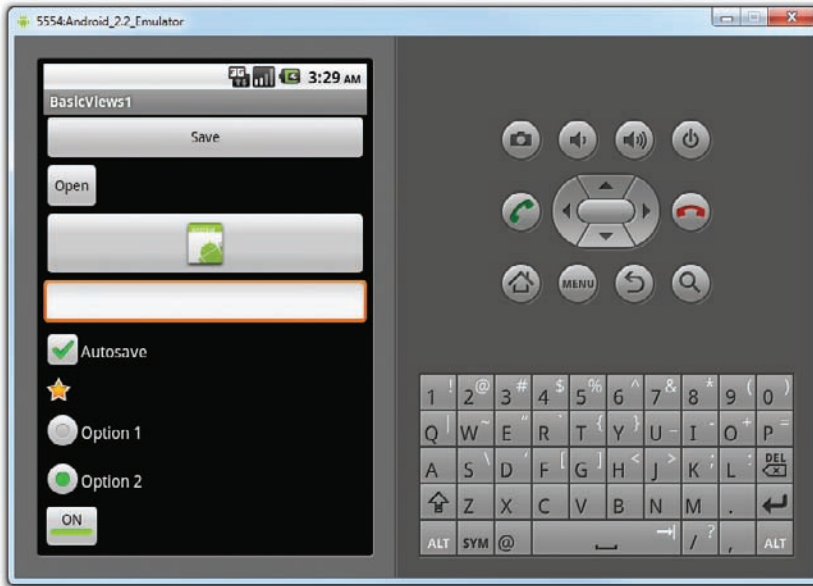 5554:Android_2.2_Emulator
3G
3:29 AM
BasicViews1
Save
Open
Autosave
Option 1
Option 2
ON
MENU
1 ! 2 @ 3 # 4 $ 5 % 6 ^ 7 & 8 * 9 ( 0 )
Q | W ~ E " R ` T { Y } U _ I - O + P =
A S \ D ' F [ G ] H < J > K ; L : DEL
Z X C V B N M .
ALT SYM @ / ? , ALT